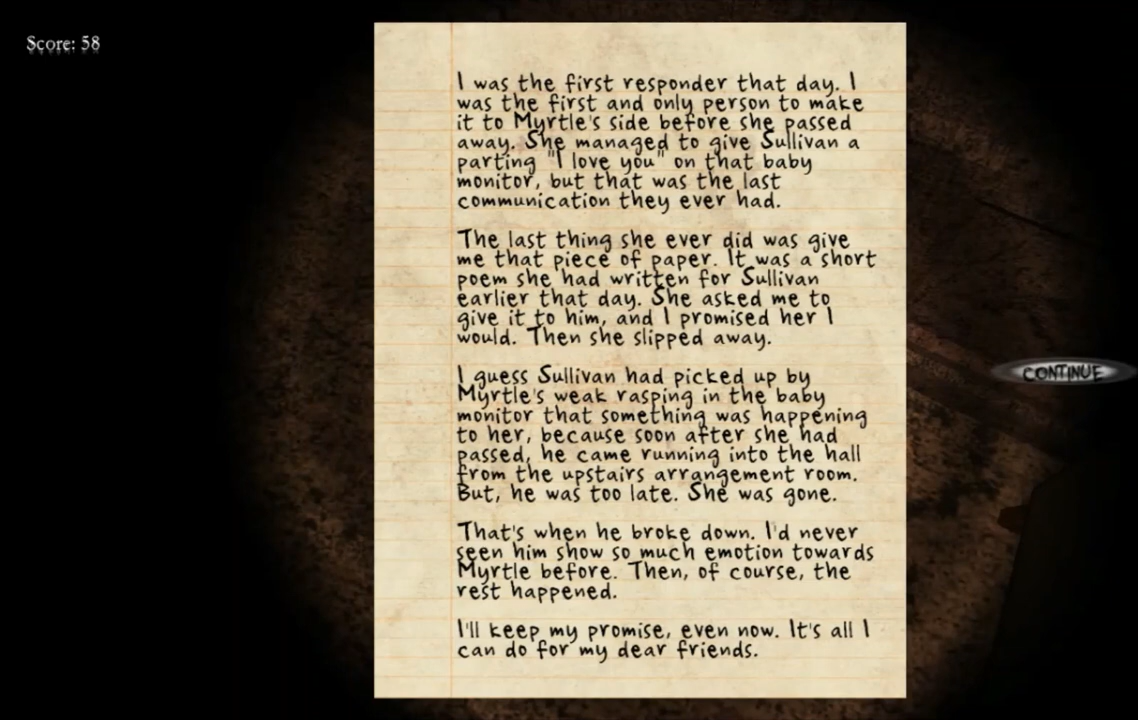 Score: 58
I was the first responder that day. I
was the first and only person to make
it to Myrtle's side before she passed
away. She managed to give Sullivan a
parting "I love you" on that baby
monitor, but that was the last
communication they ever had.
The last thing she ever did was give
me that piece of paper. It was a short
poem she had written for Sullivan
earlier that day. She asked me to
give it to him, and I promised her I
would. Then she slipped away.
I guess Sullivan had picked up by
Myrtle's weak rasping in the baby
monitor that something was happening
to her, because soon after she had
passed, he came running into the hall
from the upstairs arrangement room.
But, he was too late. She was gone.
That's when he broke down. I'd never
seen him show so much emotion towards
Myrtle before. Then, of course, the
rest happened.
I'll keep my promise, even now. It's all I
can do for my dear friends.
CONTINUE